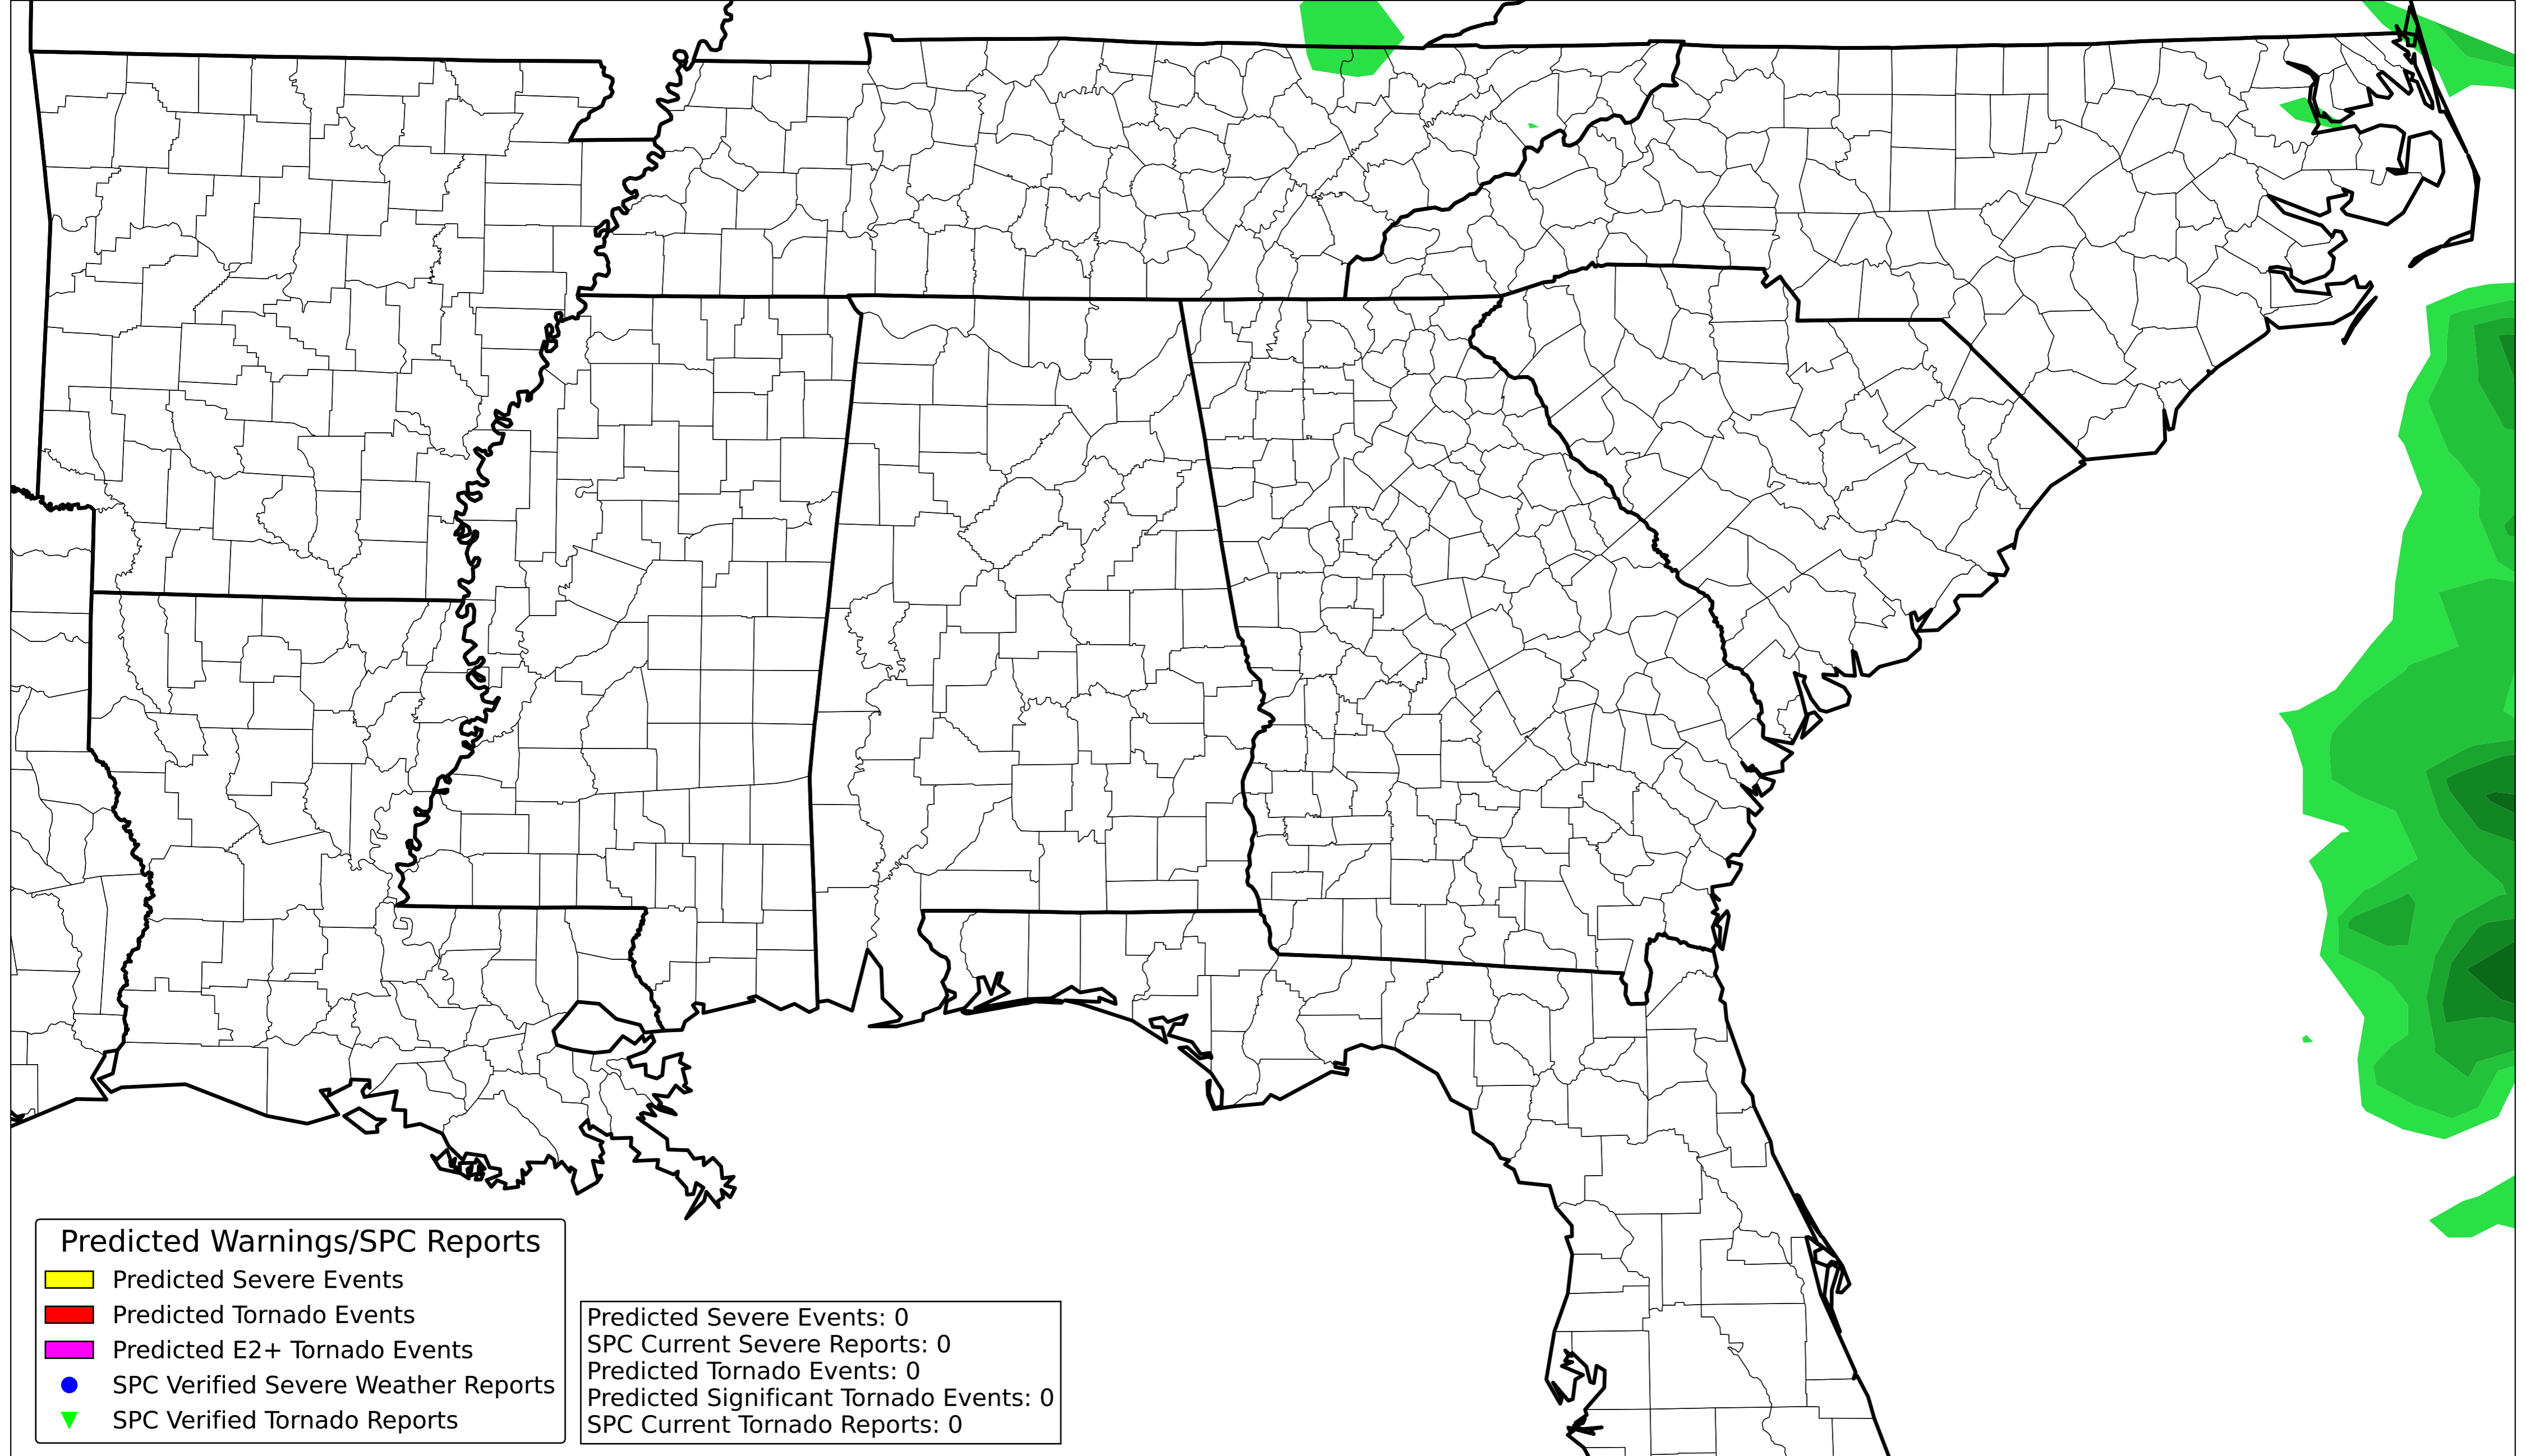 Predicted Warnings/SPC Reports
Predicted Severe Events
Predicted Tornado Events
Predicted E2+ Tornado Events
SPC Verified Severe Weather Reports
SPC Verified Tornado Reports
Predicted Severe Events: 0
SPC Current Severe Reports: 0
Predicted Tornado Events: 0
Predicted Significant Tornado Events: 0
SPC Current Tornado Reports: 0